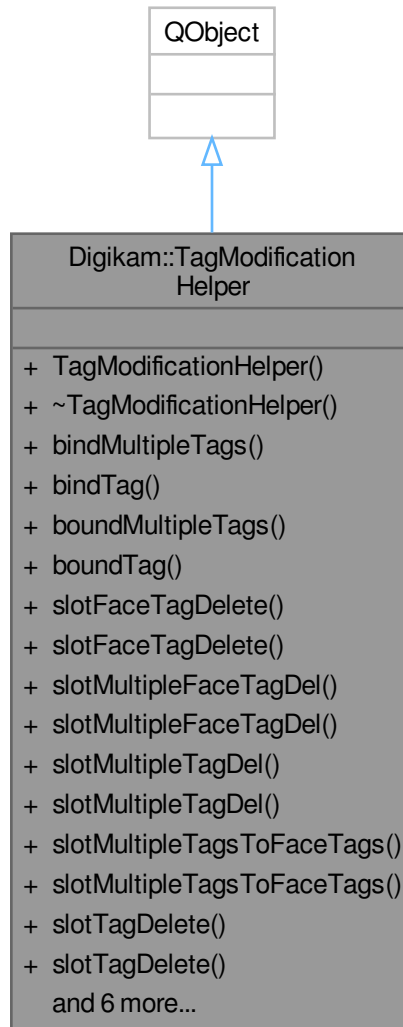 QObject
Digikam::TagModification
Helper
+ TagModificationHelper()
+ ~TagModificationHelper()
+ bindMultipleTags()
+ bindTag()
+ boundMultipleTags()
+ boundTag()
+ slotFaceTagDelete()
+ slotFaceTagDelete()
+ slotMultipleFaceTagDel()
+ slotMultipleFaceTagDel()
+ slotMultipleTagDel()
+ slotMultipleTagDel()
+ slotMultipleTagsToFaceTags()
+ slotMultipleTagsToFaceTags()
+ slotTagDelete()
+ slotTagDelete()
and 6 more...